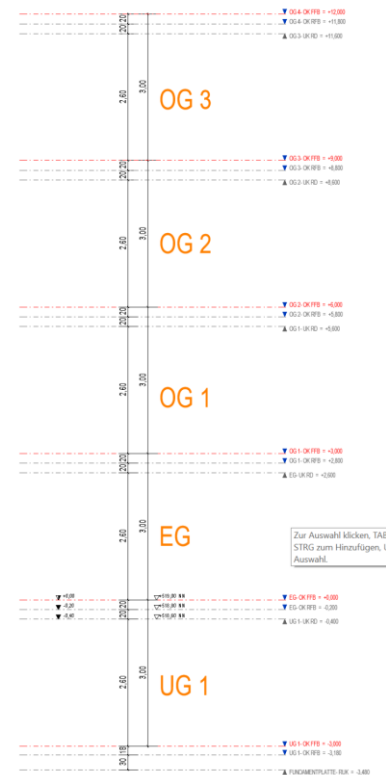 OG 4- OK FFB = +12,000
OG 4- OK RFB = +11,800
OG 3- UK RD = +11,600
20 20
2,60
3,00
OG 3
OG 3- OK FFB = +9,000
OG 3- OK RFB = +8,800
OG 2- UK RD = +8,600
20 20
2,60
3,00
OG 2
OG 2- OK FFB = +6,000
OG 2- OK RFB = +5,800
OG 1- UK RD = +5,600
20 20
2,60
3,00
OG 1
OG 1- OK FFB = +3,000
OG 1- OK RFB = +2,800
EG- UK RD = +2,600
20 20
2,60
3,00
EG
Zur Auswahl klicken, TAB
STRG zum Hinzufügen, U
Auswahl.
EG- OK FFB = +0,000
EG- OK RFB = -0,200
UG 1- UK RD = -0,400
20 20
2,60
3,00
UG 1
UG 1- OK FFB = -3,000
UG 1- OK RFB = -3,180
FUNDAMENTPLATTE- RUK = -3,480
30 18